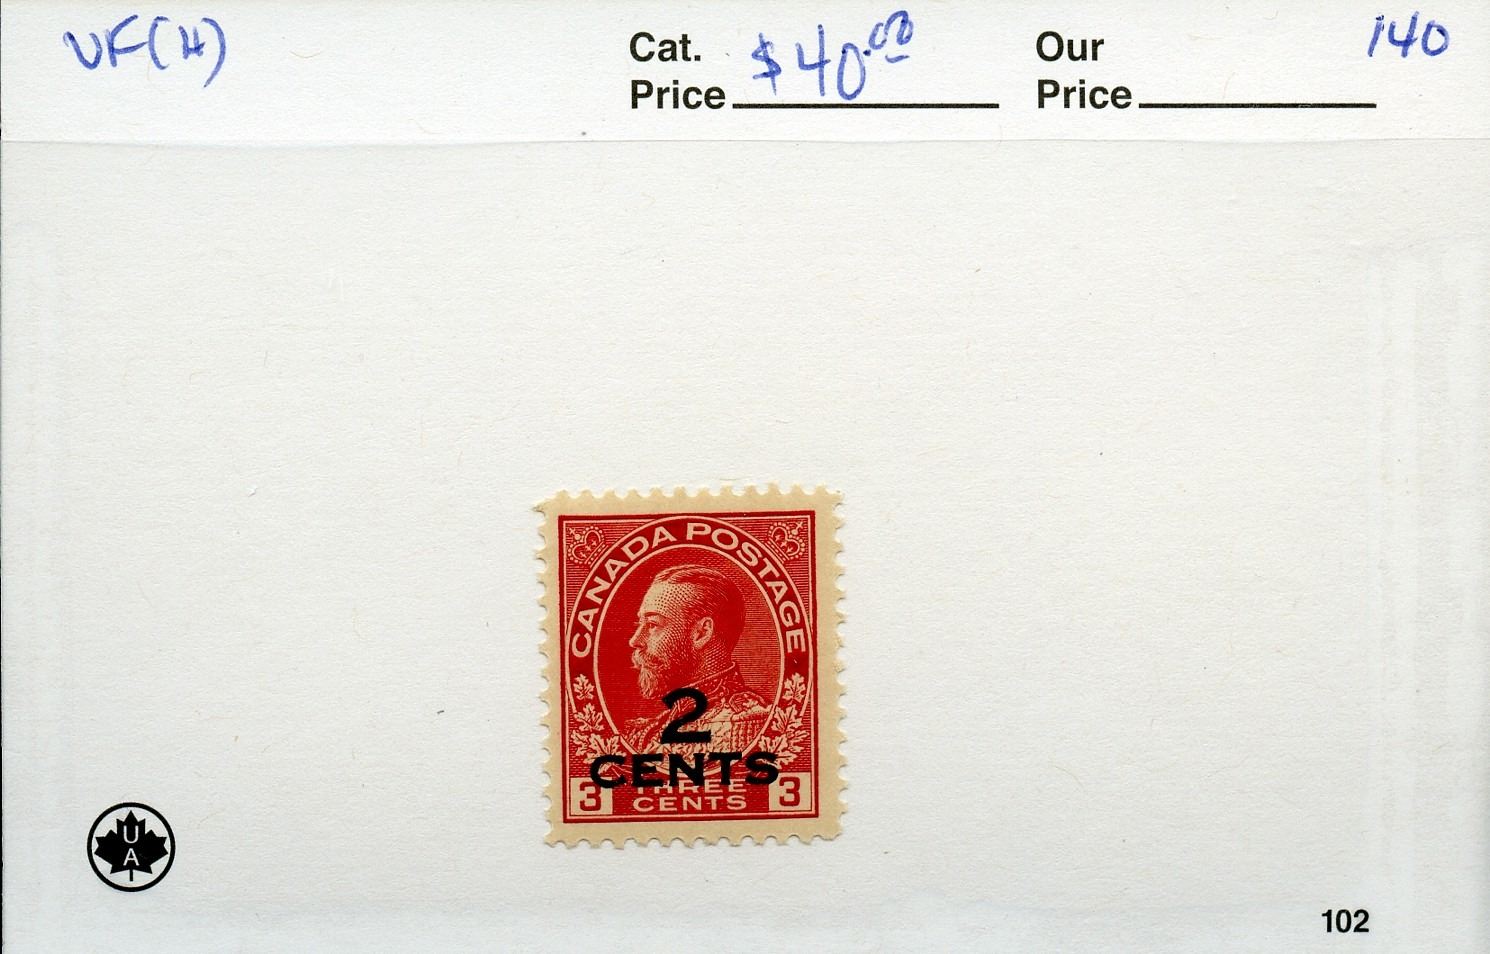 VF(H)
Cat. Price $40.00
Our Price 140
CANADA POSTAGE
2
CENTS
3 THREE CENTS 3
U
A
I
102